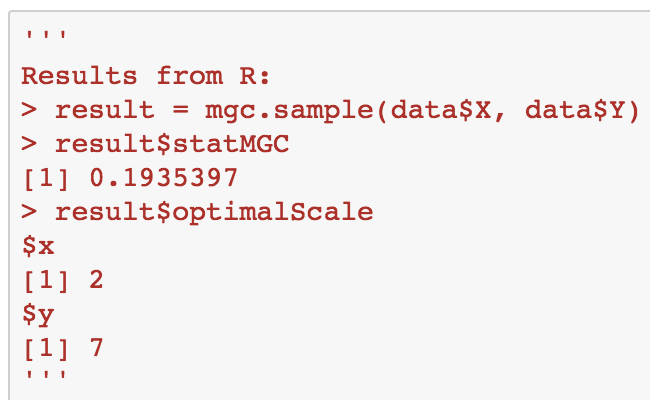 '''
Results from R:
> result = mgc.sample(data$X, data$Y)
> result$statMGC
[1] 0.1935397
> result$optimalScale
$x
[1] 2
$y
[1] 7
'''